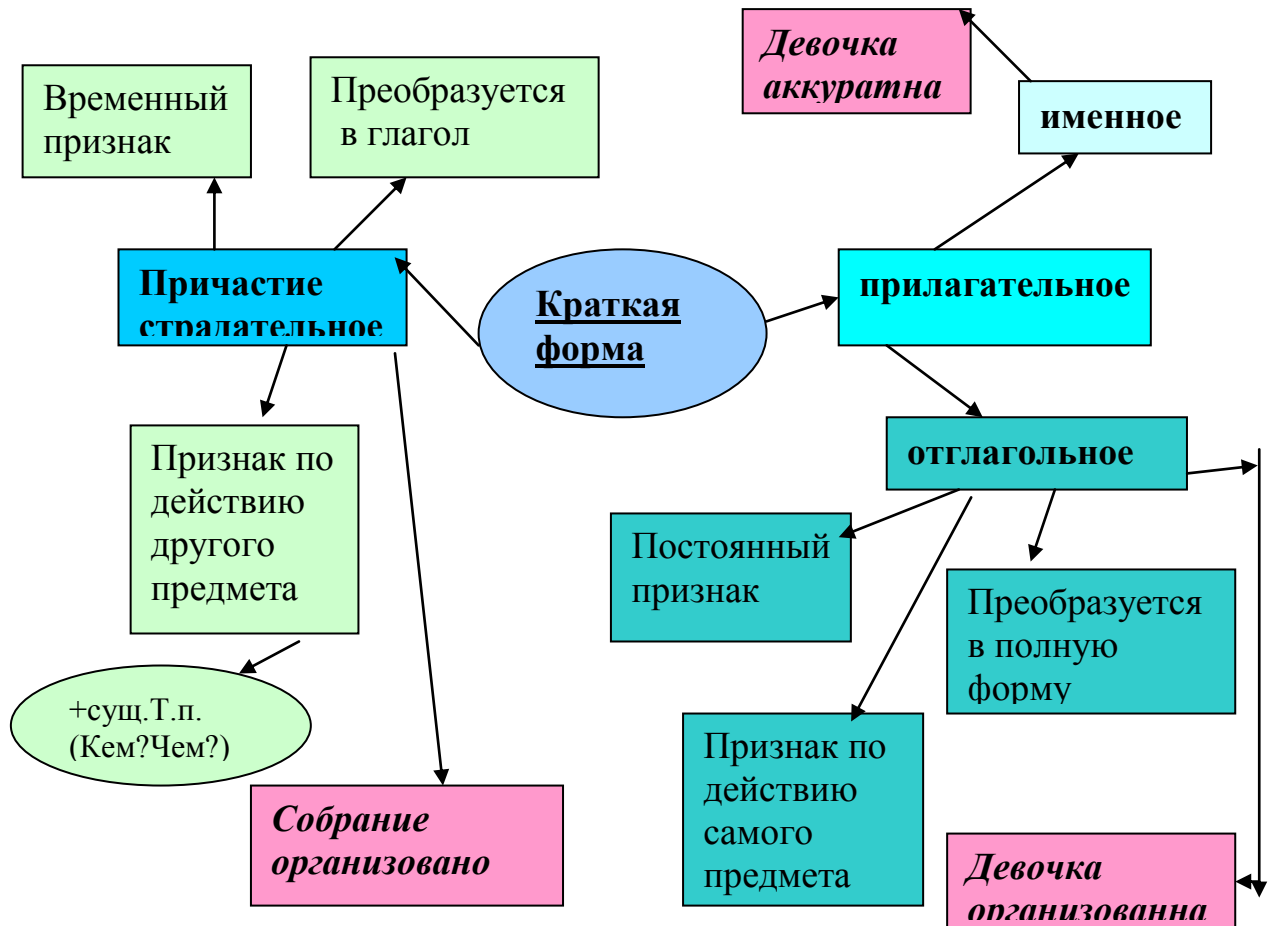 Девочка
аккуратна
именное
Временный
признак
Преобразуется
в глагол
Причастие
страдательное
Краткая
форма
прилагательное
отглагольное
Признак по
действию
другого
предмета
Постоянный
признак
Преобразуется
в полную
форму
+сущ.Т.п.
(Кем?Чем?)
Признак по
действию
самого
предмета
Собрание
организовано
Девочка
организованна